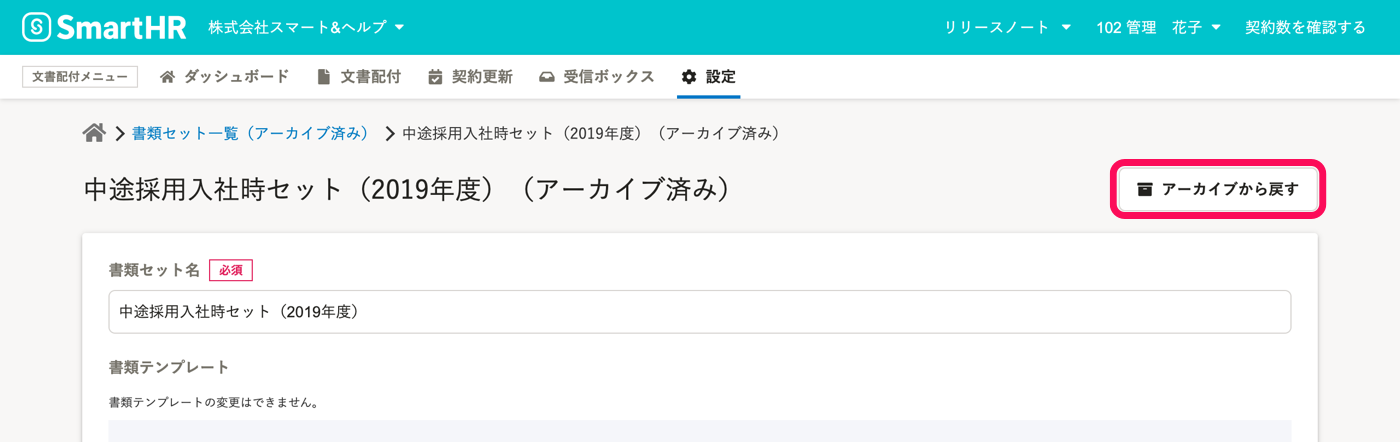 SmartHR 株式会社スマート&ヘルプ リリースノート 102 管理 花子 契約数を確認する
文書配付メニュー ダッシュボード 文書配付 契約更新 受信ボックス 設定
書類セット一覧（アーカイブ済み） 中途採用入社時セット（2019年度）（アーカイブ済み）
中途採用入社時セット（2019年度）（アーカイブ済み） アーカイブから戻す
書類セット名 必須
中途採用入社時セット（2019年度）
書類テンプレート
書類テンプレートの変更はできません。